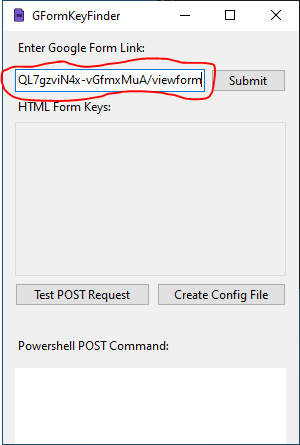 GFormKeyFinder
Enter Google Form Link:
QL7gzviN4x-vGfmxMuA/viewform
Submit
HTML Form Keys:
Test POST Request
Create Config File
Powershell POST Command: